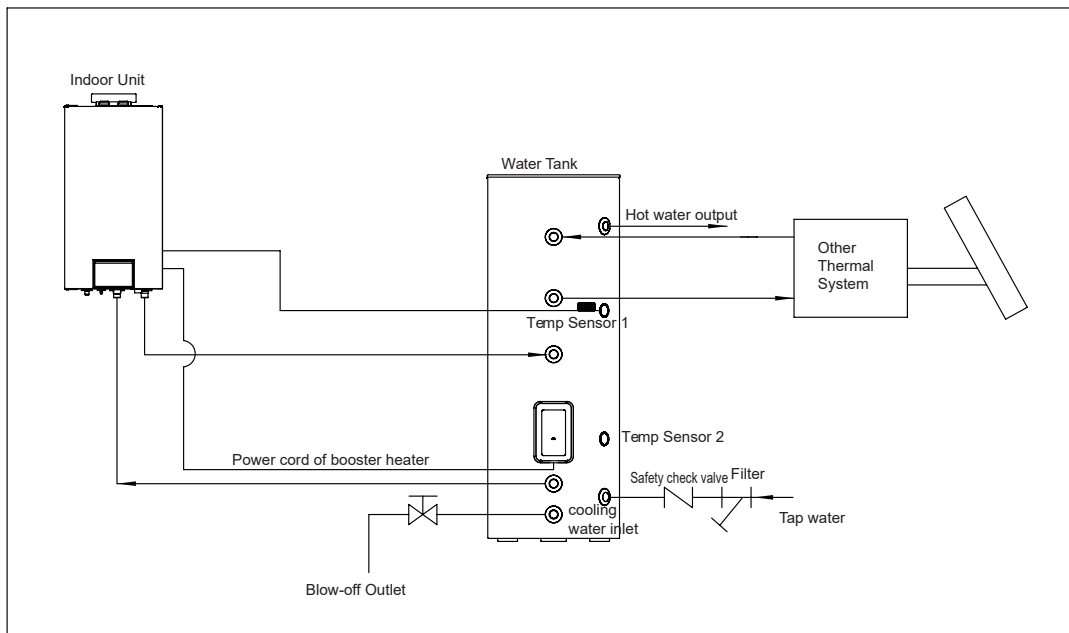 Indoor Unit
Water Tank
Hot water output
Other
Thermal
System
Temp Sensor 1
Temp Sensor 2
Power cord of booster heater
Safety check valve
Filter
cooling
water inlet
Tap water
Blow-off Outlet